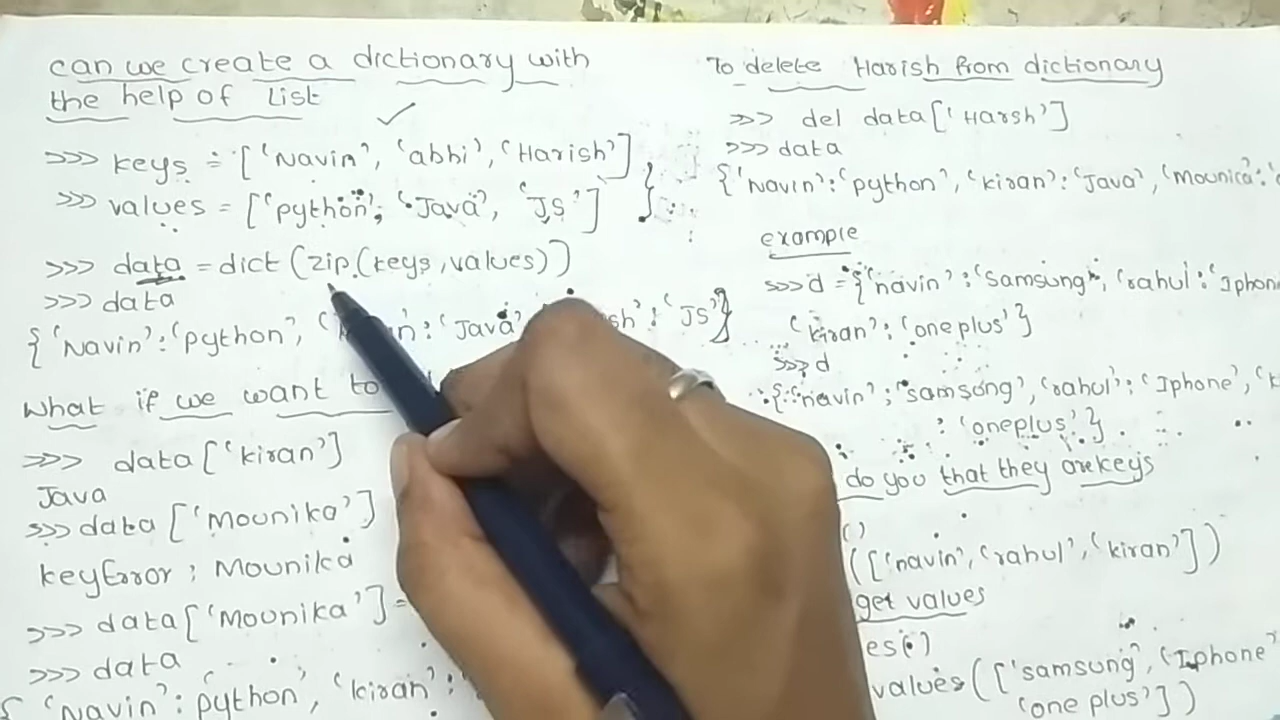 can we create a dictionary with
the help of List
>>> keys = ['Navin', 'abhi', 'Harish']
>>> values = ['python', 'Java', 'JS']
>>> data = dict (zip (keys, values))
>>> data
{'Navin': 'python', : 'Java' sh': 'JS'}
What if we want to
>>> data ['kiran']
Java
>>> data ['Mounika']
keyError : Mounika
>>> data ['Mounika'] =
>>> data
{'Navin': python', 'kiran':
To delete Harish from dictionary
>>> del data ['Harsh']
>>> data
{'Navin': 'python', 'kiran': 'Java', 'Mounica':
example
>>> d = {'navin': 'Samsung', 'rahul': 'Iphon
'kiran': 'oneplus'}
>>> d
{'navin': 'samsong', 'rahul': 'Iphone', 'k
: 'oneplus'}
do you that they are keys
()
(['navin', 'rahul', 'kiran'])
get values
es()
values (['samsung', 'Iphone'
'one plus'])